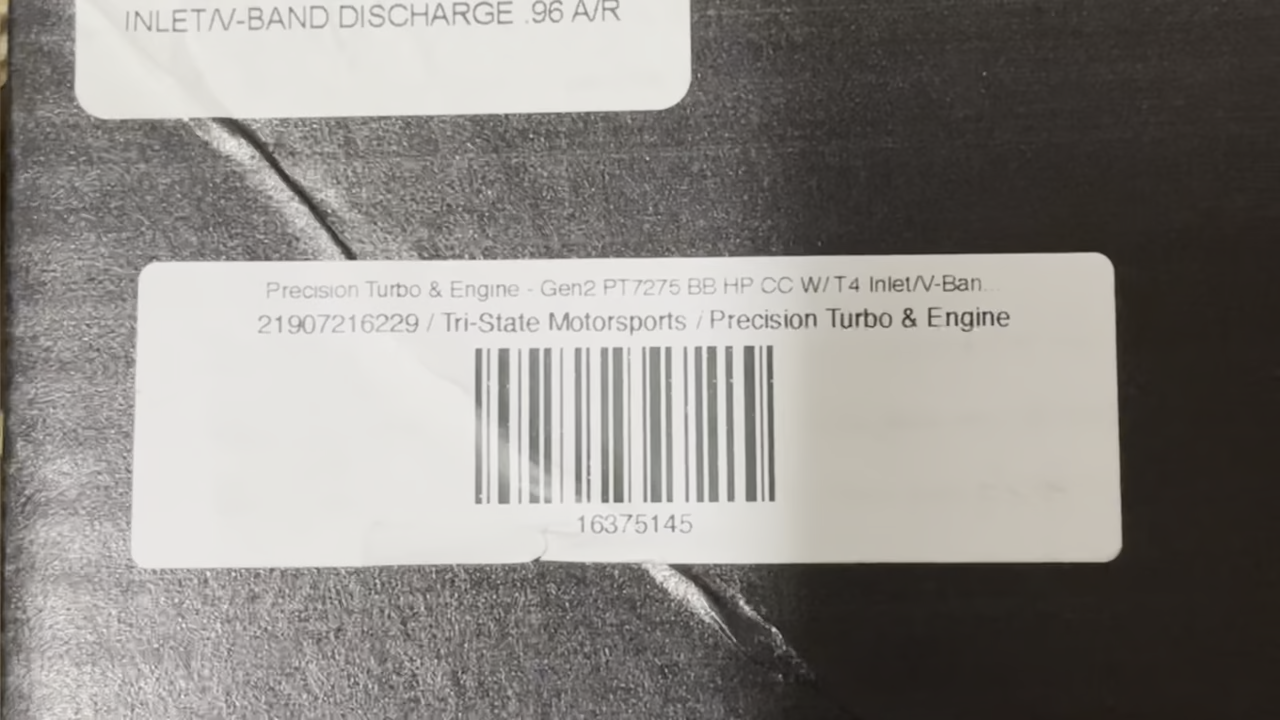 INLET/V-BAND DISCHARGE .96 A/R
Precision Turbo & Engine - Gen2 PT7275 BB HP CC W/ T4 Inlet/V-Ban...
21907216229 / Tri-State Motorsports / Precision Turbo & Engine
16375145